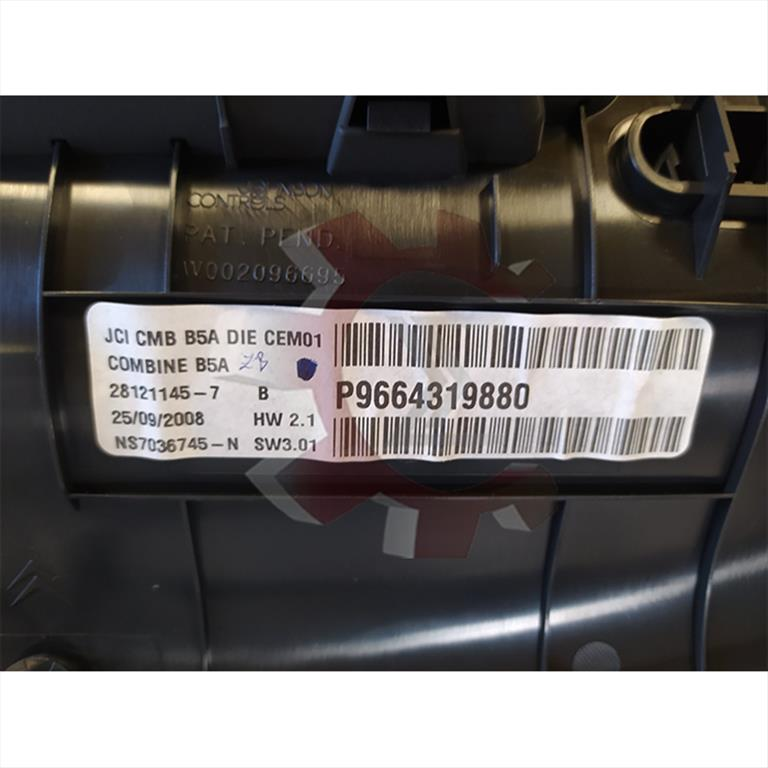 CONTROLS
PAT. PEND.
W002096695
JCI CMB B5A DIE CEM01
COMBINE B5A 78
28121145-7 B
25/09/2008 HW 2.1
NS7036745-N SW3.01
P9664319880